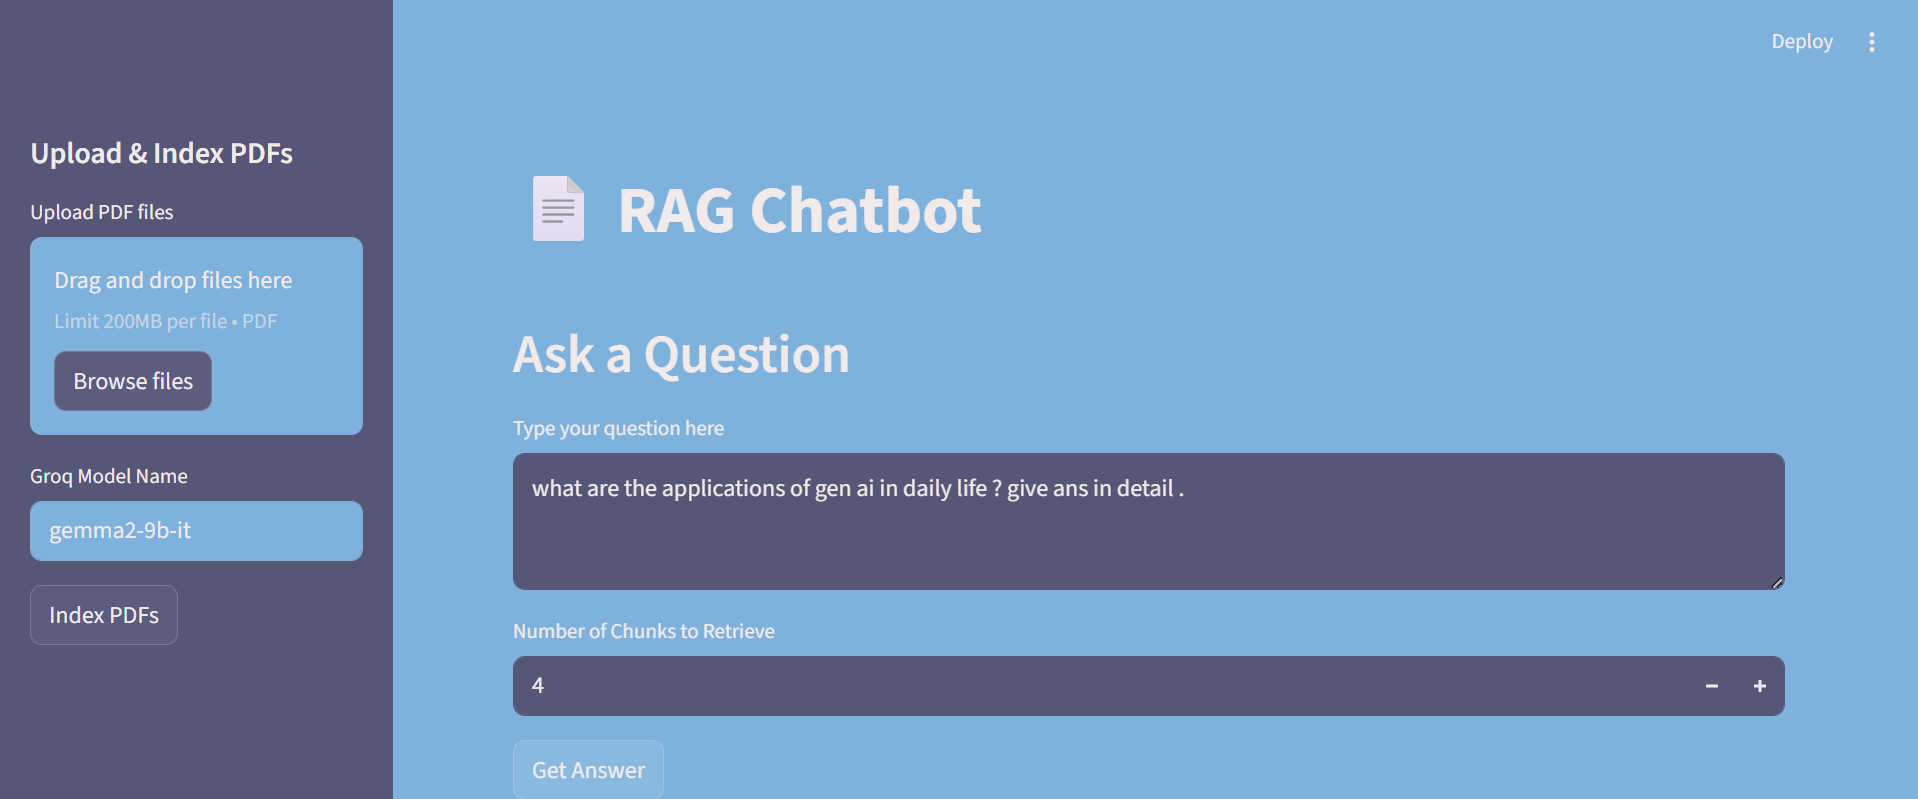 Deploy
Upload & Index PDFs
Upload PDF files
Drag and drop files here
Limit 200MB per file • PDF
Browse files
Groq Model Name
gemma2-9b-it
Index PDFs
RAG Chatbot
Ask a Question
Type your question here
what are the applications of gen ai in daily life ? give ans in detail .
Number of Chunks to Retrieve
4
Get Answer